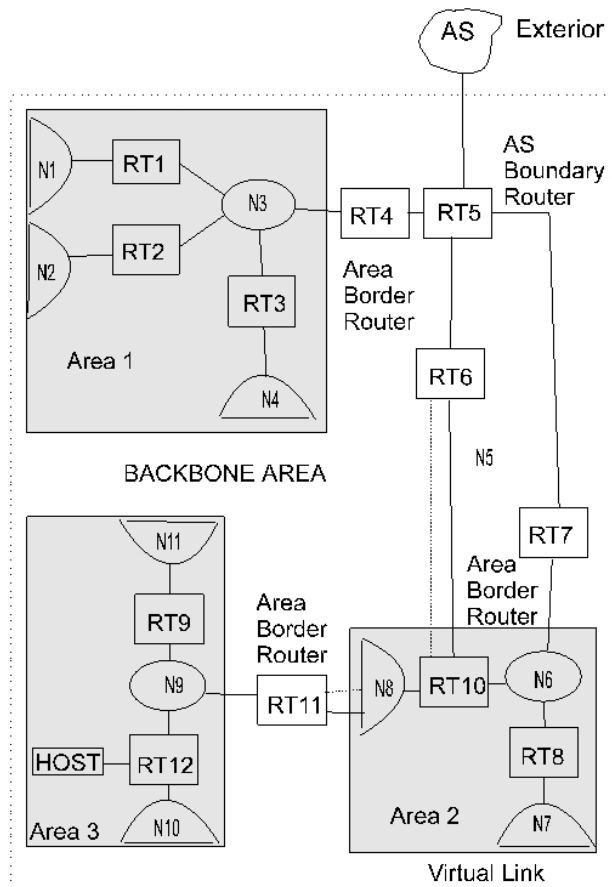 AS
Exterior
AS
Boundary
Router
N1
RT1
N3
RT4
RT5
N2
RT2
RT3
Area
Border
Router
Area 1
N4
RT6
BACKBONE AREA
N5
N11
RT7
Area
Border
Router
Area
Border
Router
RT9
N9
RT11
N8
RT10
N6
HOST
RT12
RT8
Area 3
N10
Area 2
N7
Virtual Link